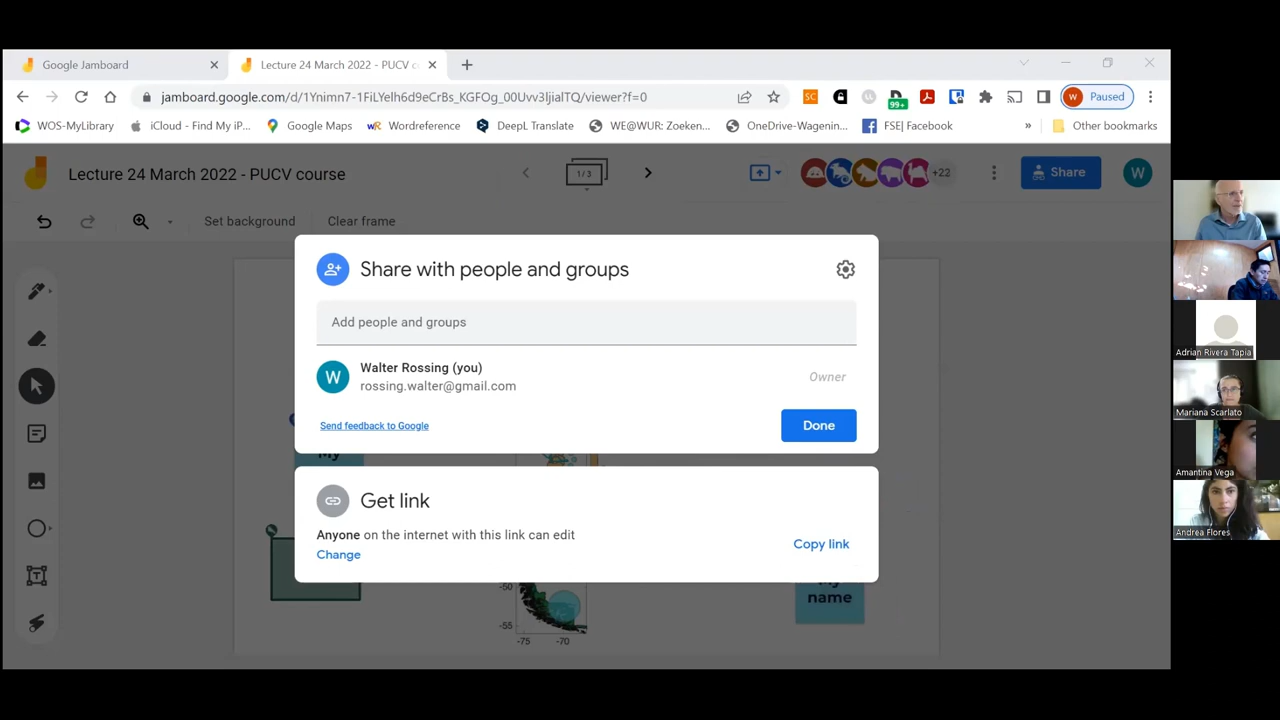 Google Jamboard
Lecture 24 March 2022 - PUCV c
jamboard.google.com/d/1Ynimn7-1FiLYelh6d9sCrBs_KGFOg_00Uvv3ljialTQ/viewer?f=0
99+
W Paused
WOS-MyLibrary
iCloud - Find My iP...
Google Maps
wR Wordreference
DeepL Translate
WE@WUR: Zoeken...
OneDrive-Wagenin...
FSE| Facebook
»
Other bookmarks
Lecture 24 March 2022 - PUCV course
1/3
+22
Share
W
Set background
Clear frame
Share with people and groups
Add people and groups
W
Walter Rossing (you)
rossing.walter@gmail.com
Owner
Send feedback to Google
Done
My
Get link
Anyone on the internet with this link can edit
Change
Copy link
-50
-55
-75
-70
name
Adrian Rivera Tapia
Mariana Scarlato
Amantina Vega
Andrea Flores